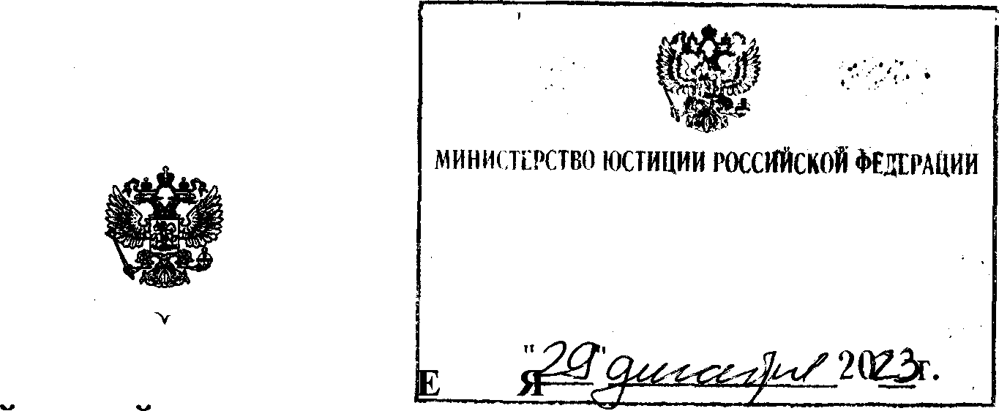 МИНИСТЕРСТВО ЮСТИЦИИ РОССИЙСКОЙ ФЕДЕРАЦИИ
"29" декабря 2023г.
Е Я